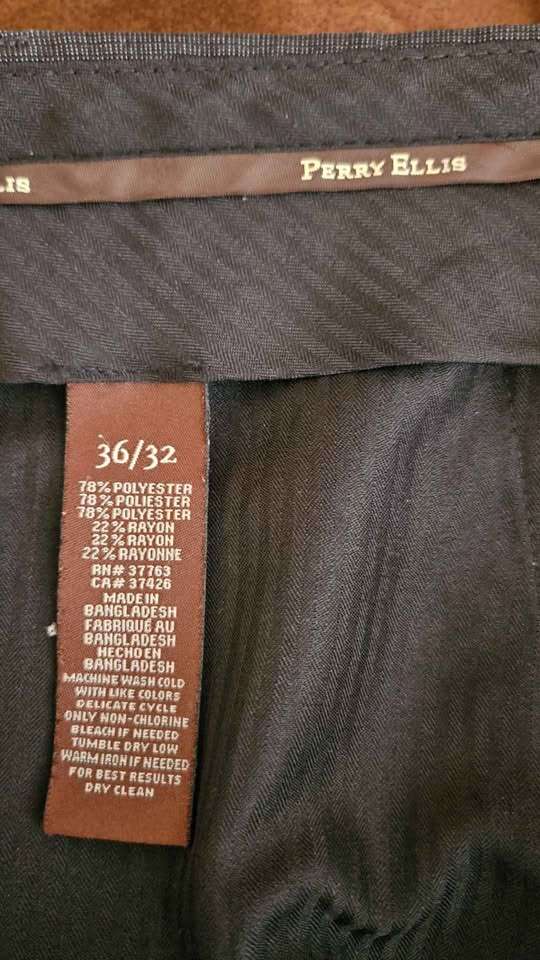 LIS
PERRY ELLIS
36/32
78% POLYESTER
78% POLIESTER
78% POLYESTER
22% RAYON
22% RAYON
22% RAYONNE
RN# 37763
CA# 37426
MADE IN
BANGLADESH
FABRIQUÉ AU
BANGLADESH
HECHO EN
BANGLADESH
MACHINE WASH COLD
WITH LIKE COLORS
DELICATE CYCLE
ONLY NON-CHLORINE
BLEACH IF NEEDED
TUMBLE DRY LOW
WARM IRON IF NEEDED
FOR BEST RESULTS
DRY CLEAN